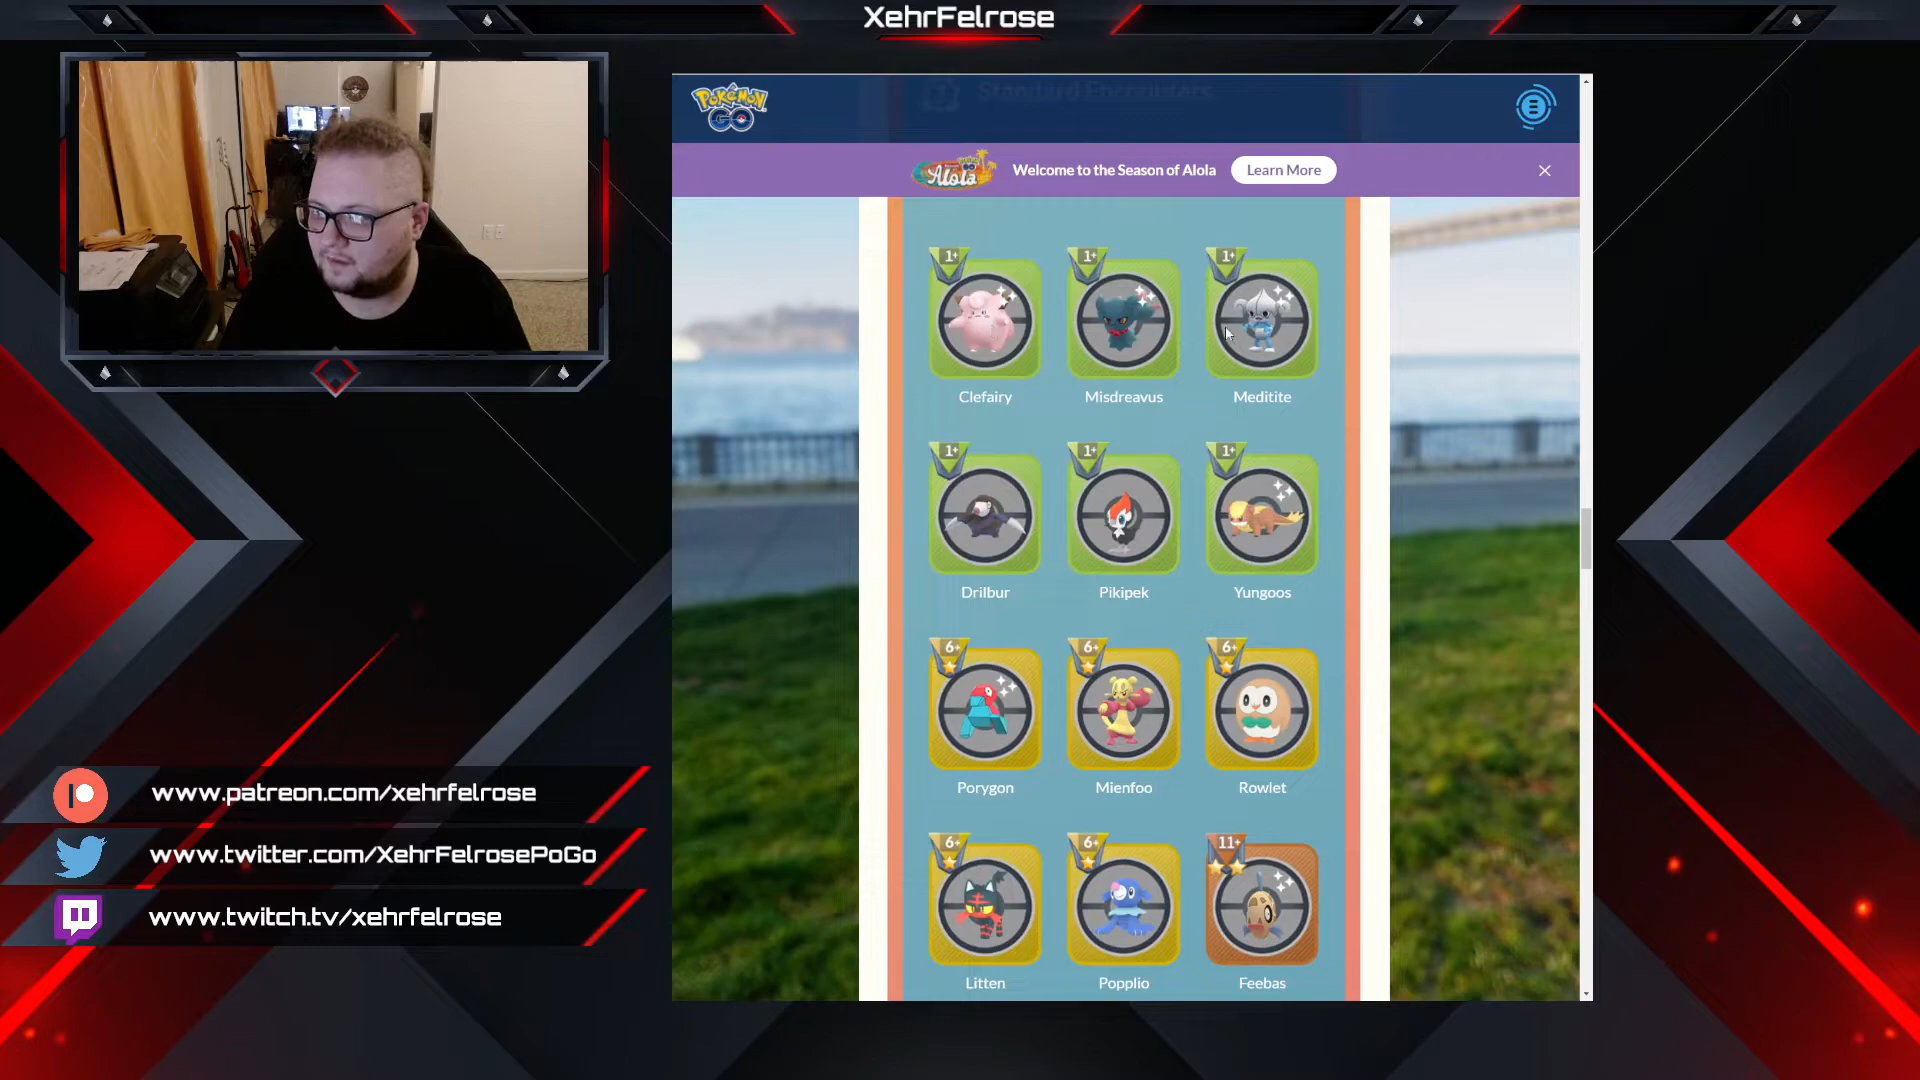 XehrFelrose
Standard Encounters
POKÉMON
GO
Alola
Welcome to the Season of Alola
Learn More
1+
1+
1+
Clefairy
Misdreavus
Meditite
1+
1+
1+
Drilbur
Pikipek
Yungoos
6+
6+
6+
Porygon
Mienfoo
Rowlet
6+
6+
11+
Litten
Popplio
Feebas
www.patreon.com/xehrfelrose
www.twitter.com/XehrFelrosePoGo
www.twitch.tv/xehrfelrose